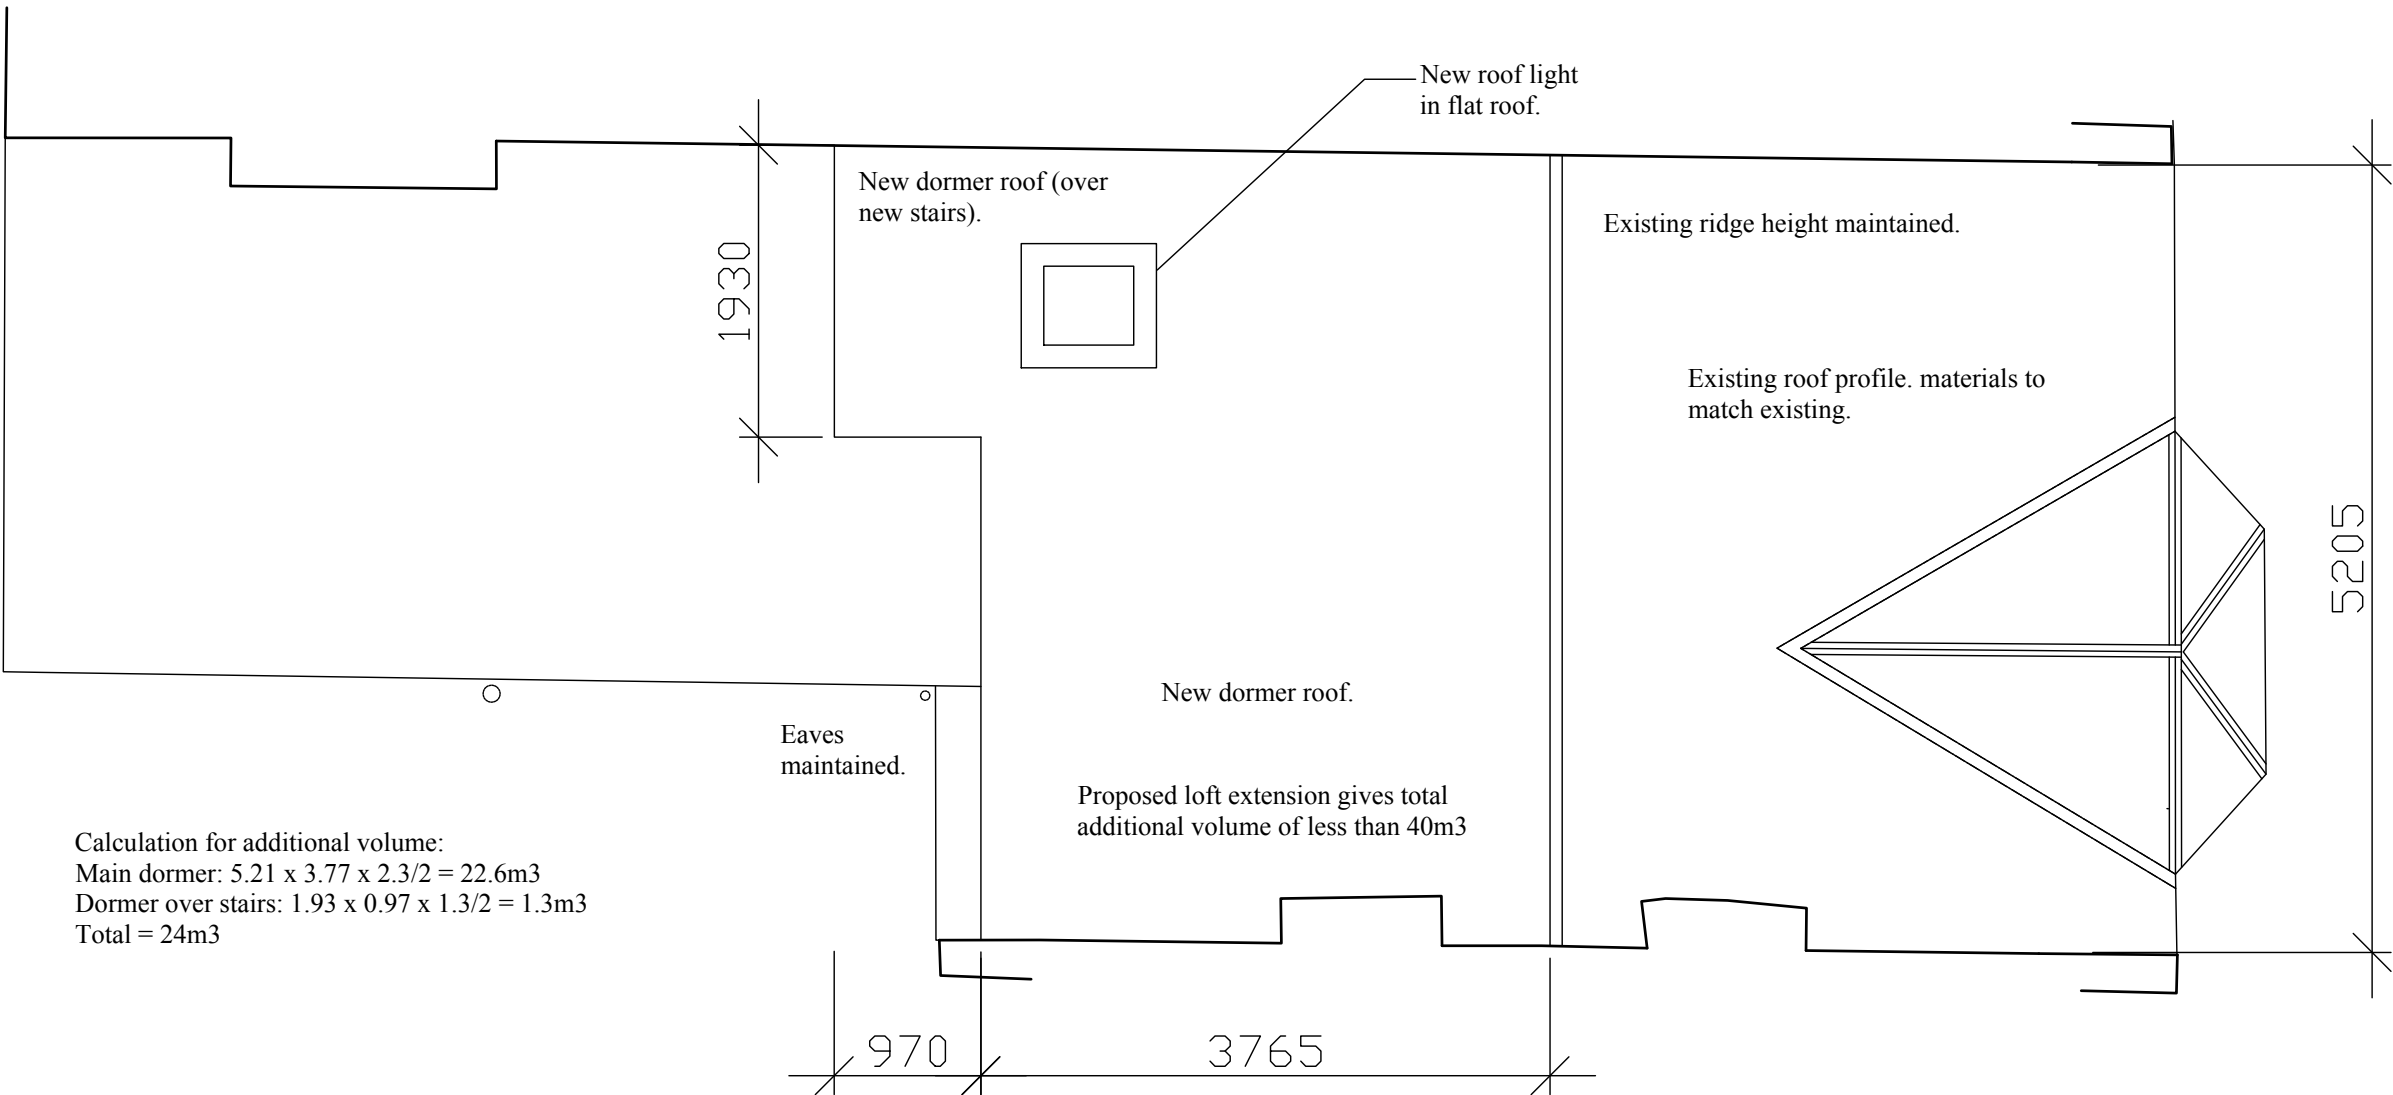 New roof light
in flat roof.
New dormer roof (over
new stairs).
Existing ridge height maintained.
1930
Existing roof profile. materials to
match existing.
5205
New dormer roof.
Eaves
maintained.
Proposed loft extension gives total
additional volume of less than 40m3
Calculation for additional volume:
Main dormer: 5.21 x 3.77 x 2.3/2 = 22.6m3
Dormer over stairs: 1.93 x 0.97 x 1.3/2 = 1.3m3
Total = 24m3
970
3765